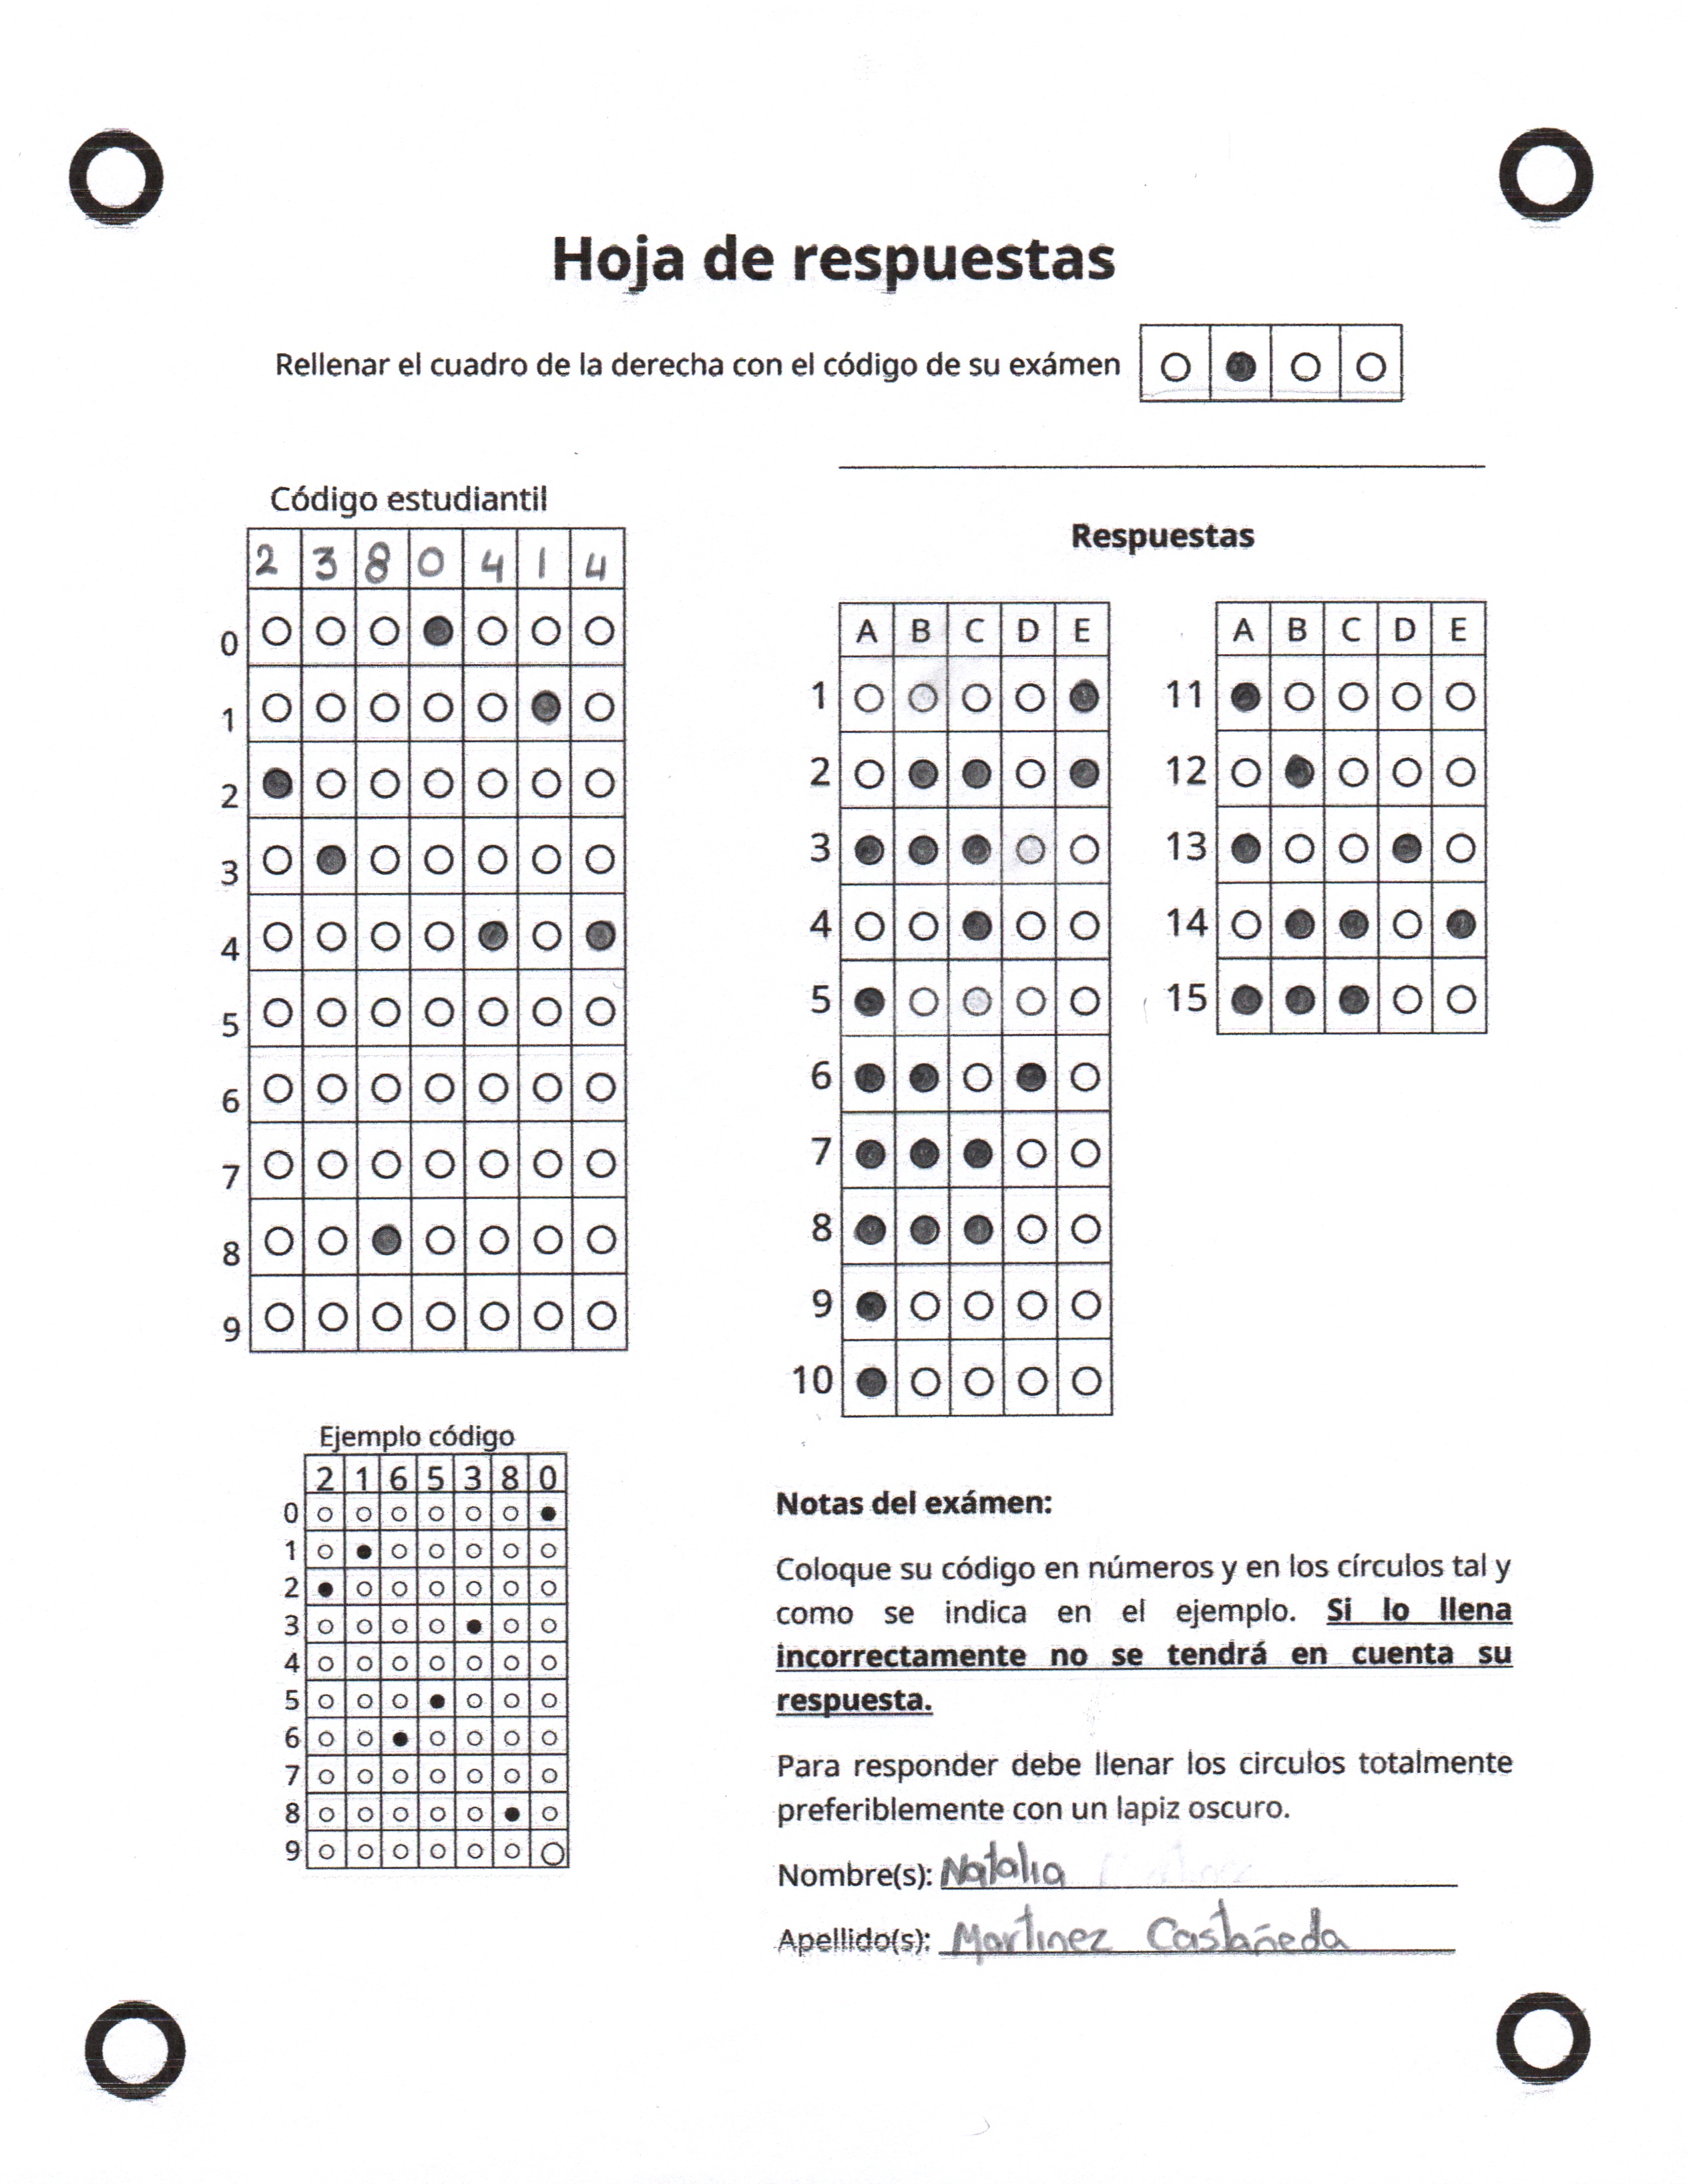 Hoja de respuestas
Rellenar el cuadro de la derecha con el código de su exámen
Código estudiantil
2 3 8 0 4 1 4
0
1
2
3
4
5
6
7
8
9
Respuestas
A B C D E
1
2
3
4
5
6
7
8
9
10
A B C D E
11
12
13
14
15
Ejemplo código
2 1 6 5 3 8 0
0
1
2
3
4
5
6
7
8
9
Notas del exámen:
Coloque su código en números y en los círculos tal y
como se indica en el ejemplo. Si lo llena
incorrectamente no se tendrá en cuenta su
respuesta.
Para responder debe llenar los circulos totalmente
preferiblemente con un lapiz oscuro.
Nombre(s): Natalia
Apellido(s): Martinez Castañeda